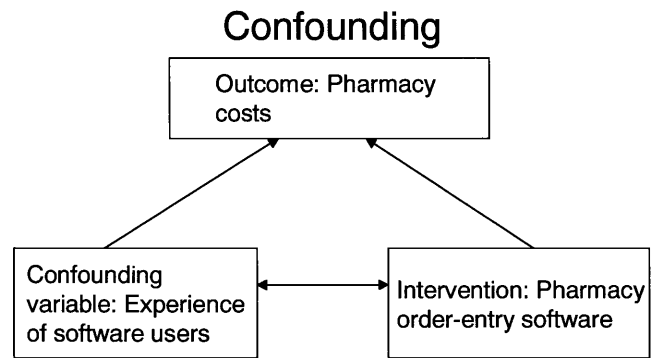 Confounding
Outcome: Pharmacy
costs
Confounding
variable: Experience
of software users
Intervention: Pharmacy
order-entry software